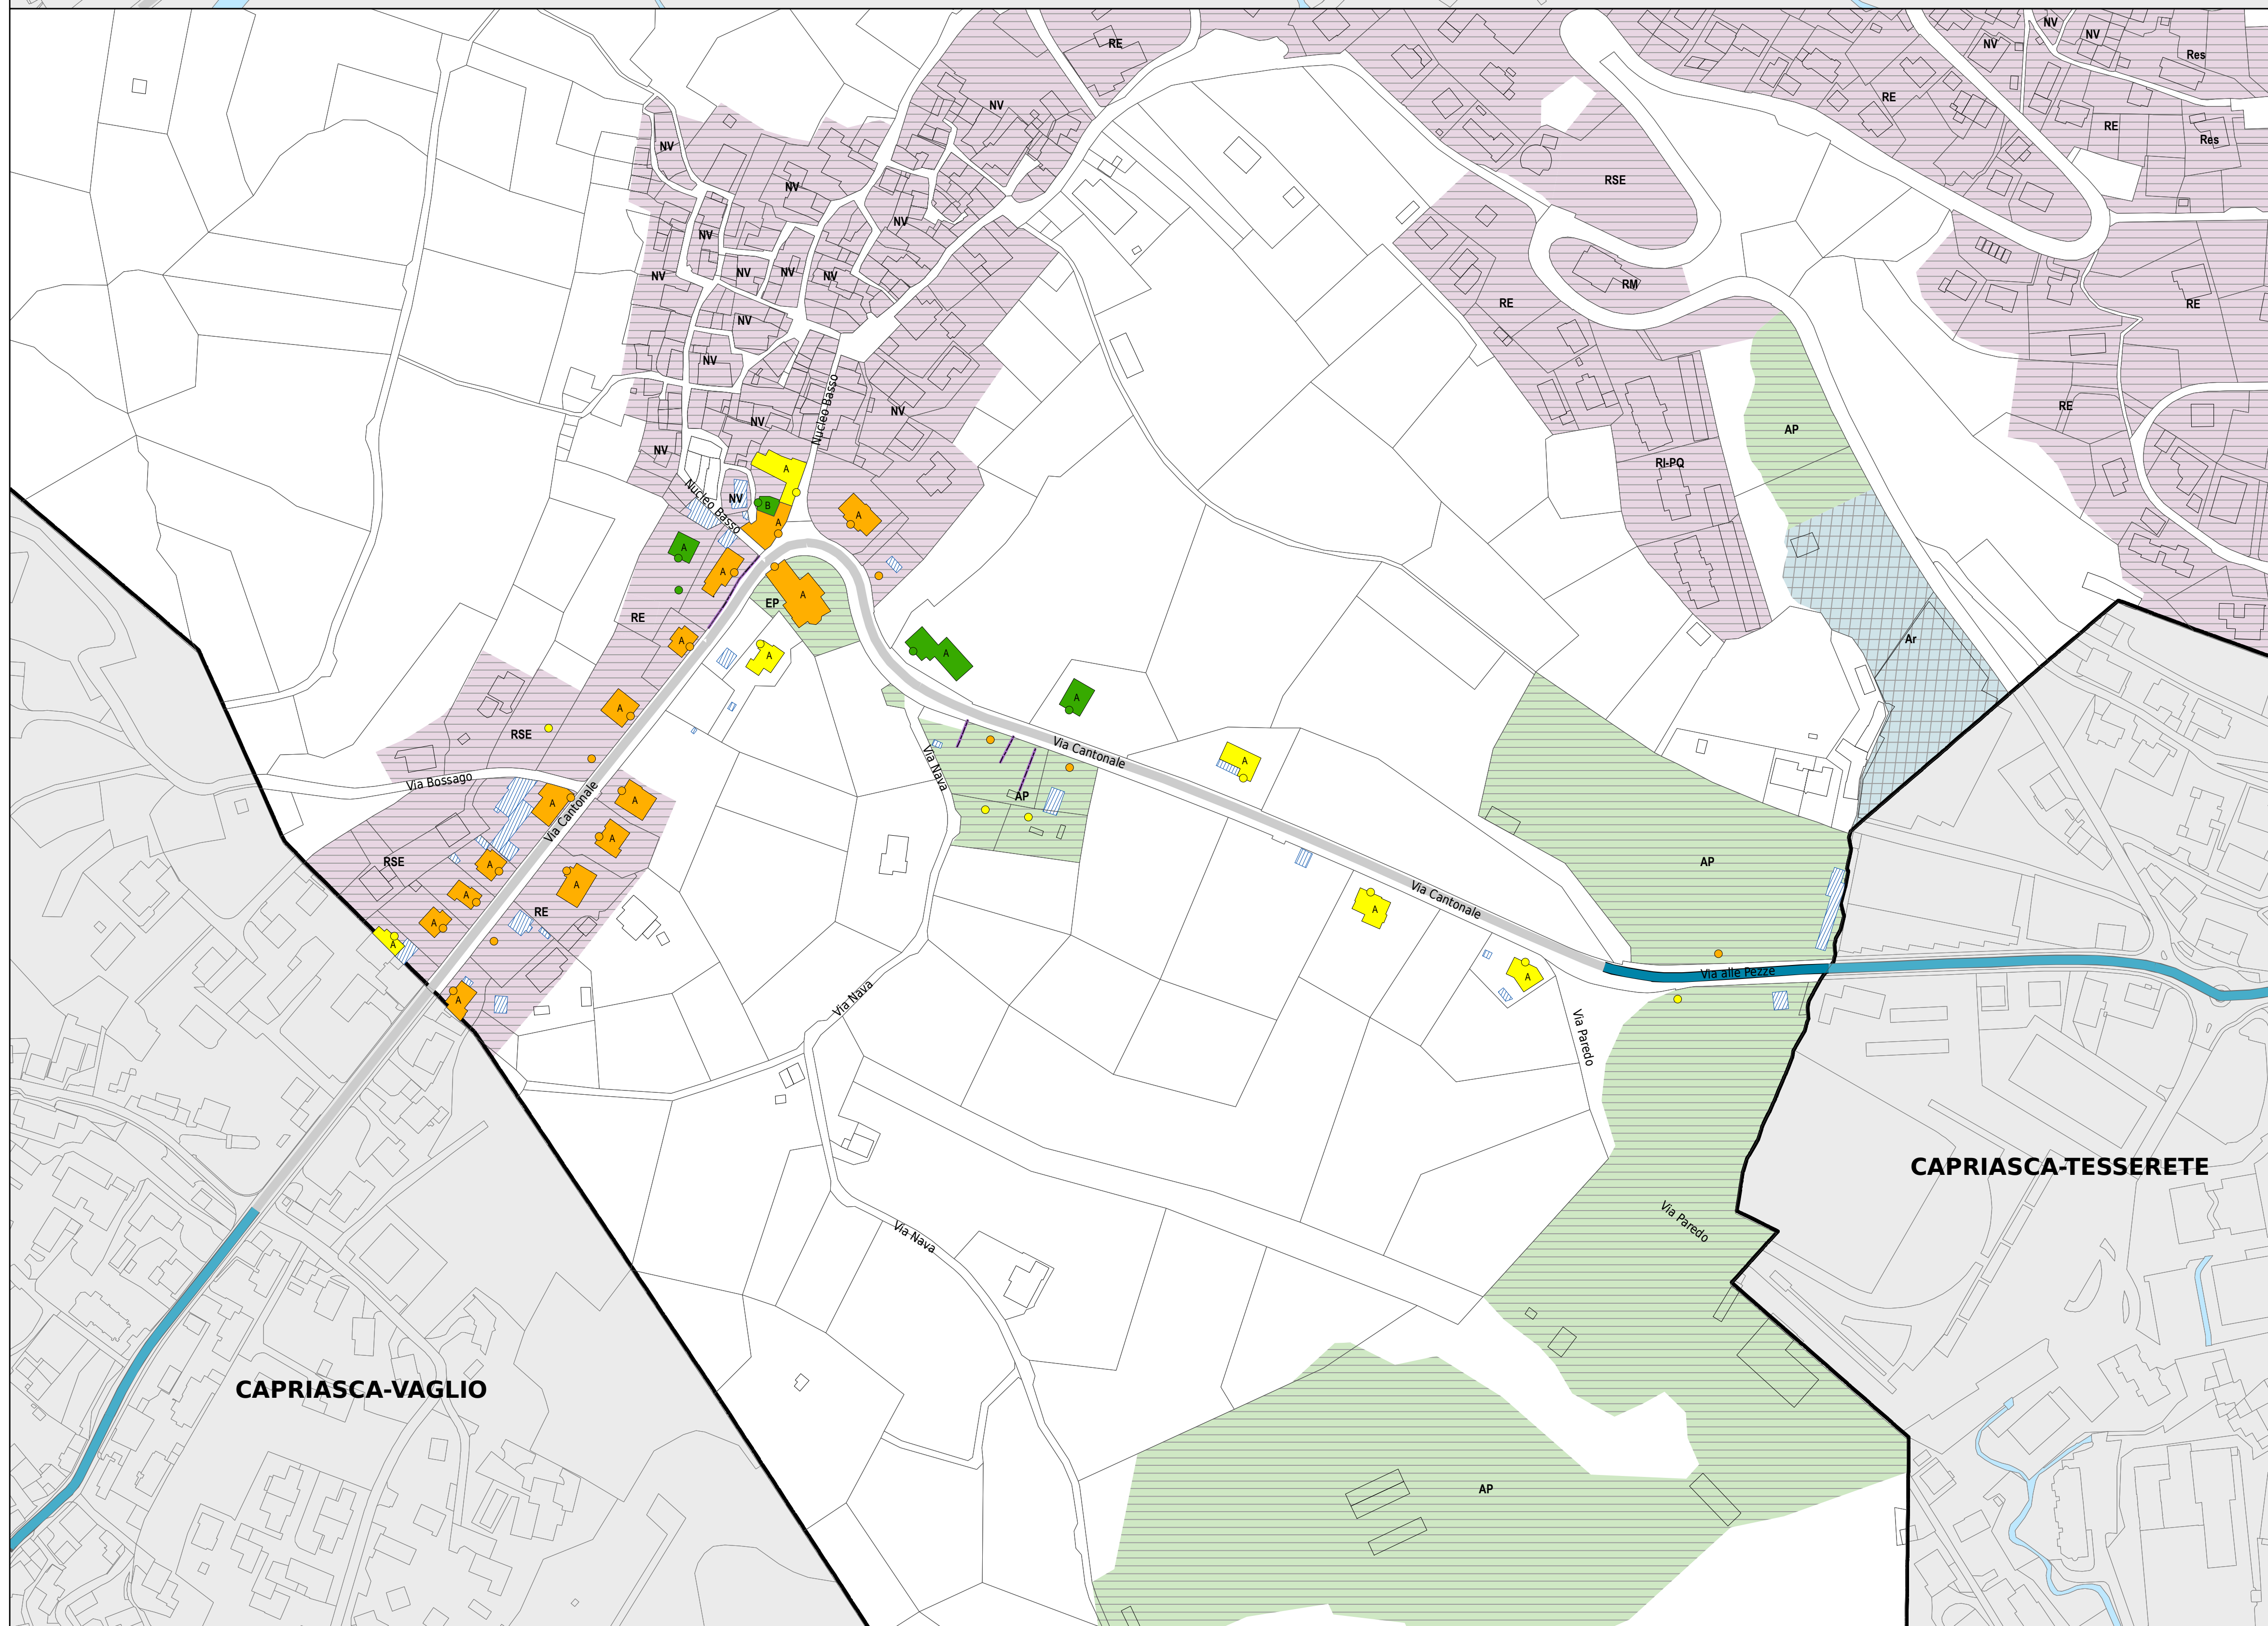 NV
NV
RE
NV
Res
RE
NV
RE
Res
NV
RSE
NV
NV
NV
NV
NV
NV
NV
NV
RM
RE
RE
NV
NV
Nucleo Basso
RE
NV
NV
AP
NV
RI-PQ
A
Nucleo Basso
NV
B
A
A
A
A
A
EP
RE
Ar
A
A
A
A
A
RSE
Via Cantonale
Via Nava
A
Via Bossago
AP
A
A
Via Cantonale
A
RSE
A
AP
A
A
Via Cantonale
A
RE
A
A
A
Via alle Pezze
A
Via Nava
A
Via Paredo
CAPRIASCA-TESSERETE
Via Paredo
Via Nava
CAPRIASCA-VAGLIO
AP